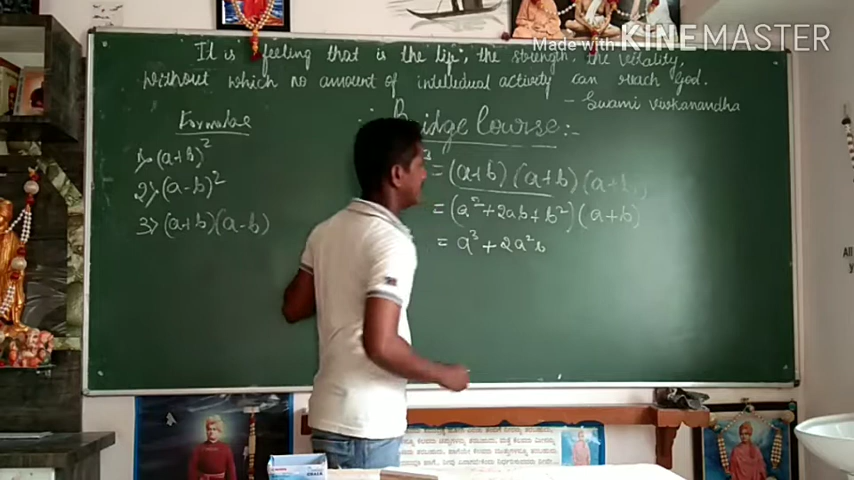 Made with KINEMASTER
It is feeling that is the "life", the strength, the vitality,
without which no amount of intellectual activity can reach God.
- Swami vivekanandha
Formulae
Bridge Course :-
1> (a+b)²
2> (a-b)²
3> (a+b)(a-b)
³ = (a+b) (a+b) (a+b)
= (a²+2ab+b²)(a+b)
= a³ + 2a²b